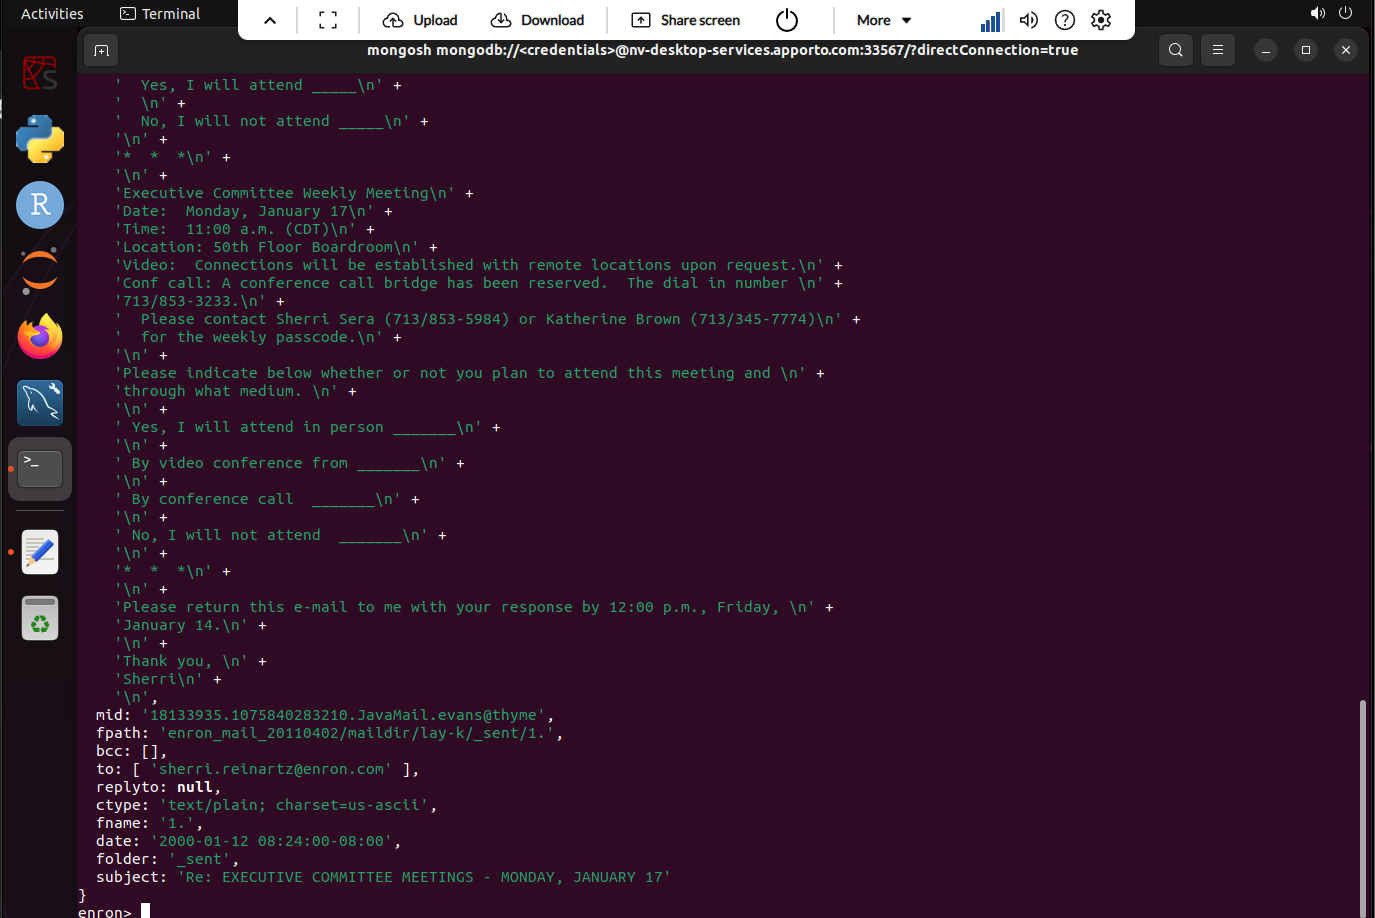 Activities
Terminal
Upload
Download
Share screen
More
mongosh mongodb://<credentials>@nv-desktop-services.apporto.com:33567/?directConnection=true
'  Yes, I will attend _____\n' +
'  \n' +
'  No, I will not attend _____\n' +
'\n' +
'*  *  *\n' +
'\n' +
'Executive Committee Weekly Meeting\n' +
'Date:  Monday, January 17\n' +
'Time:  11:00 a.m. (CDT)\n' +
'Location: 50th Floor Boardroom\n' +
'Video:  Connections will be established with remote locations upon request.\n' +
'Conf call: A conference call bridge has been reserved.  The dial in number \n' +
'713/853-3233.\n' +
'  Please contact Sherri Sera (713/853-5984) or Katherine Brown (713/345-7774)\n' +
'  for the weekly passcode.\n' +
'\n' +
'Please indicate below whether or not you plan to attend this meeting and \n' +
'through what medium. \n' +
'\n' +
' Yes, I will attend in person _______\n' +
'\n' +
' By video conference from _______\n' +
'\n' +
' By conference call  _______\n' +
'\n' +
' No, I will not attend  _______\n' +
'\n' +
'*  *  *\n' +
'\n' +
'Please return this e-mail to me with your response by 12:00 p.m., Friday, \n' +
'January 14.\n' +
'\n' +
'Thank you, \n' +
'Sherri\n' +
'\n',
mid: '18133935.1075840283210.JavaMail.evans@thyme',
fpath: 'enron_mail_20110402/maildir/lay-k/_sent/1.',
bcc: [],
to: [ 'sherri.reinartz@enron.com' ],
replyto: null,
ctype: 'text/plain; charset=us-ascii',
fname: '1.',
date: '2000-01-12 08:24:00-08:00',
folder: '_sent',
subject: 'Re: EXECUTIVE COMMITTEE MEETINGS - MONDAY, JANUARY 17'
}
enron>